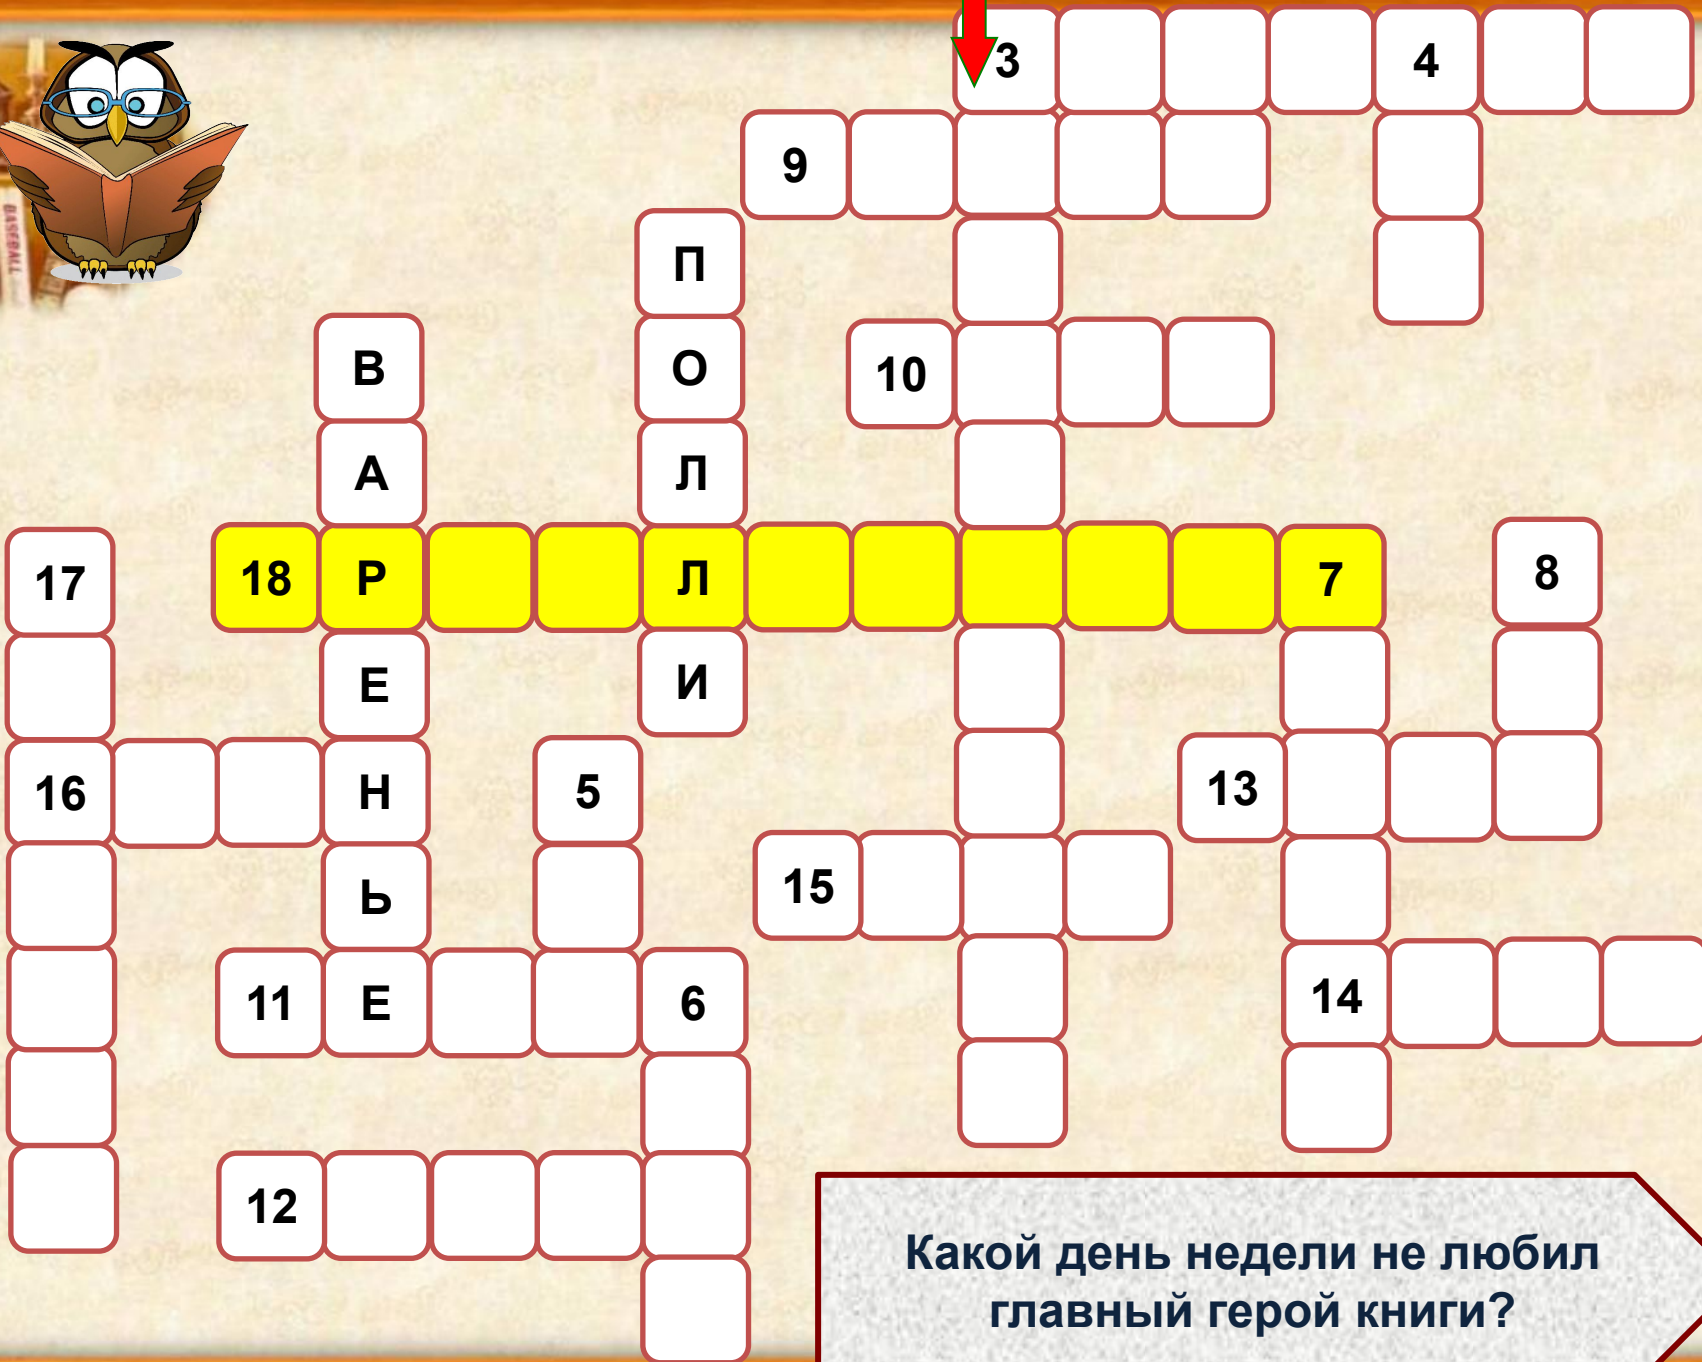 3 4
9
П
В О 10
А Л
17 18 Р Л 7 8
Е И
16 Н 5 13
Ь 15
11 Е 6 14
12
BASEBALL
Какой день недели не любил
главный герой книги?